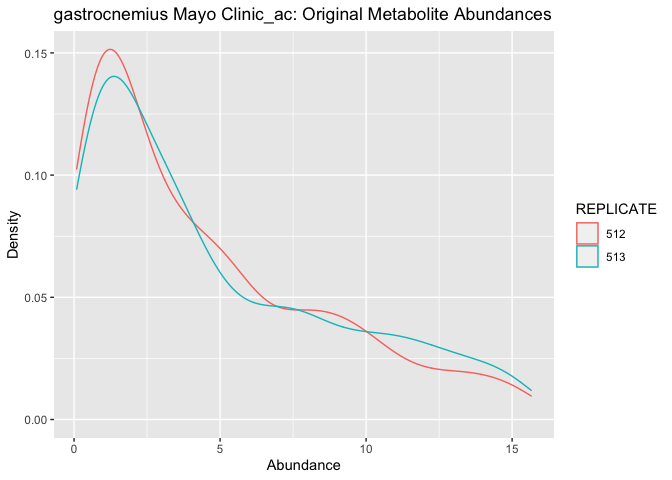 gastrocnemius Mayo Clinic_ac: Original Metabolite Abundances
0.15
0.10
0.05
0.00
Density
0
5
10
15
Abundance
REPLICATE
512
513